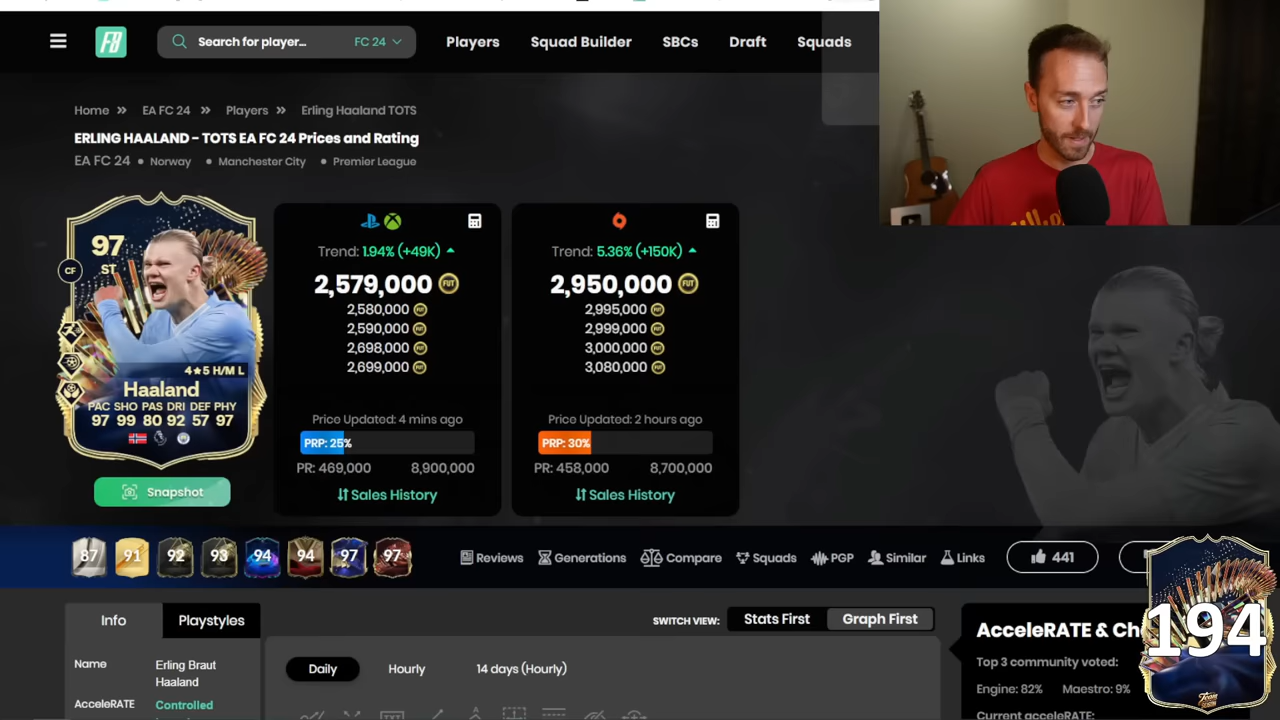 FB
Search for player...
FC 24
Players
Squad Builder
SBCs
Draft
Squads
Home » EA FC 24 » Players » Erling Haaland TOTS
ERLING HAALAND - TOTS EA FC 24 Prices and Rating
EA FC 24 • Norway • Manchester City • Premier League
97
ST
CF
4★5 H/M L
Haaland
PAC SHO PAS DRI DEF PHY
97 99 80 92 57 97
Snapshot
Trend: 1.94% (+49K)
2,579,000 FUT
2,580,000
2,590,000
2,698,000
2,699,000
Price Updated: 4 mins ago
PRP: 25%
PR: 469,000 8,900,000
Sales History
Trend: 5.36% (+150K)
2,950,000 FUT
2,995,000
2,999,000
3,000,000
3,080,000
Price Updated: 2 hours ago
PRP: 30%
PR: 458,000 8,700,000
Sales History
87 91 92 93 94 94 97 97
Reviews
Generations
Compare
Squads
PGP
Similar
Links
441
Info
Playstyles
SWITCH VIEW:
Stats First
Graph First
Name
Erling Braut
Haaland
AcceleRATE
Controlled
Daily
Hourly
14 days (Hourly)
AcceleRATE & Ch
Top 3 community voted:
Engine: 82% Maestro: 9%
Current acceleRATE:
194